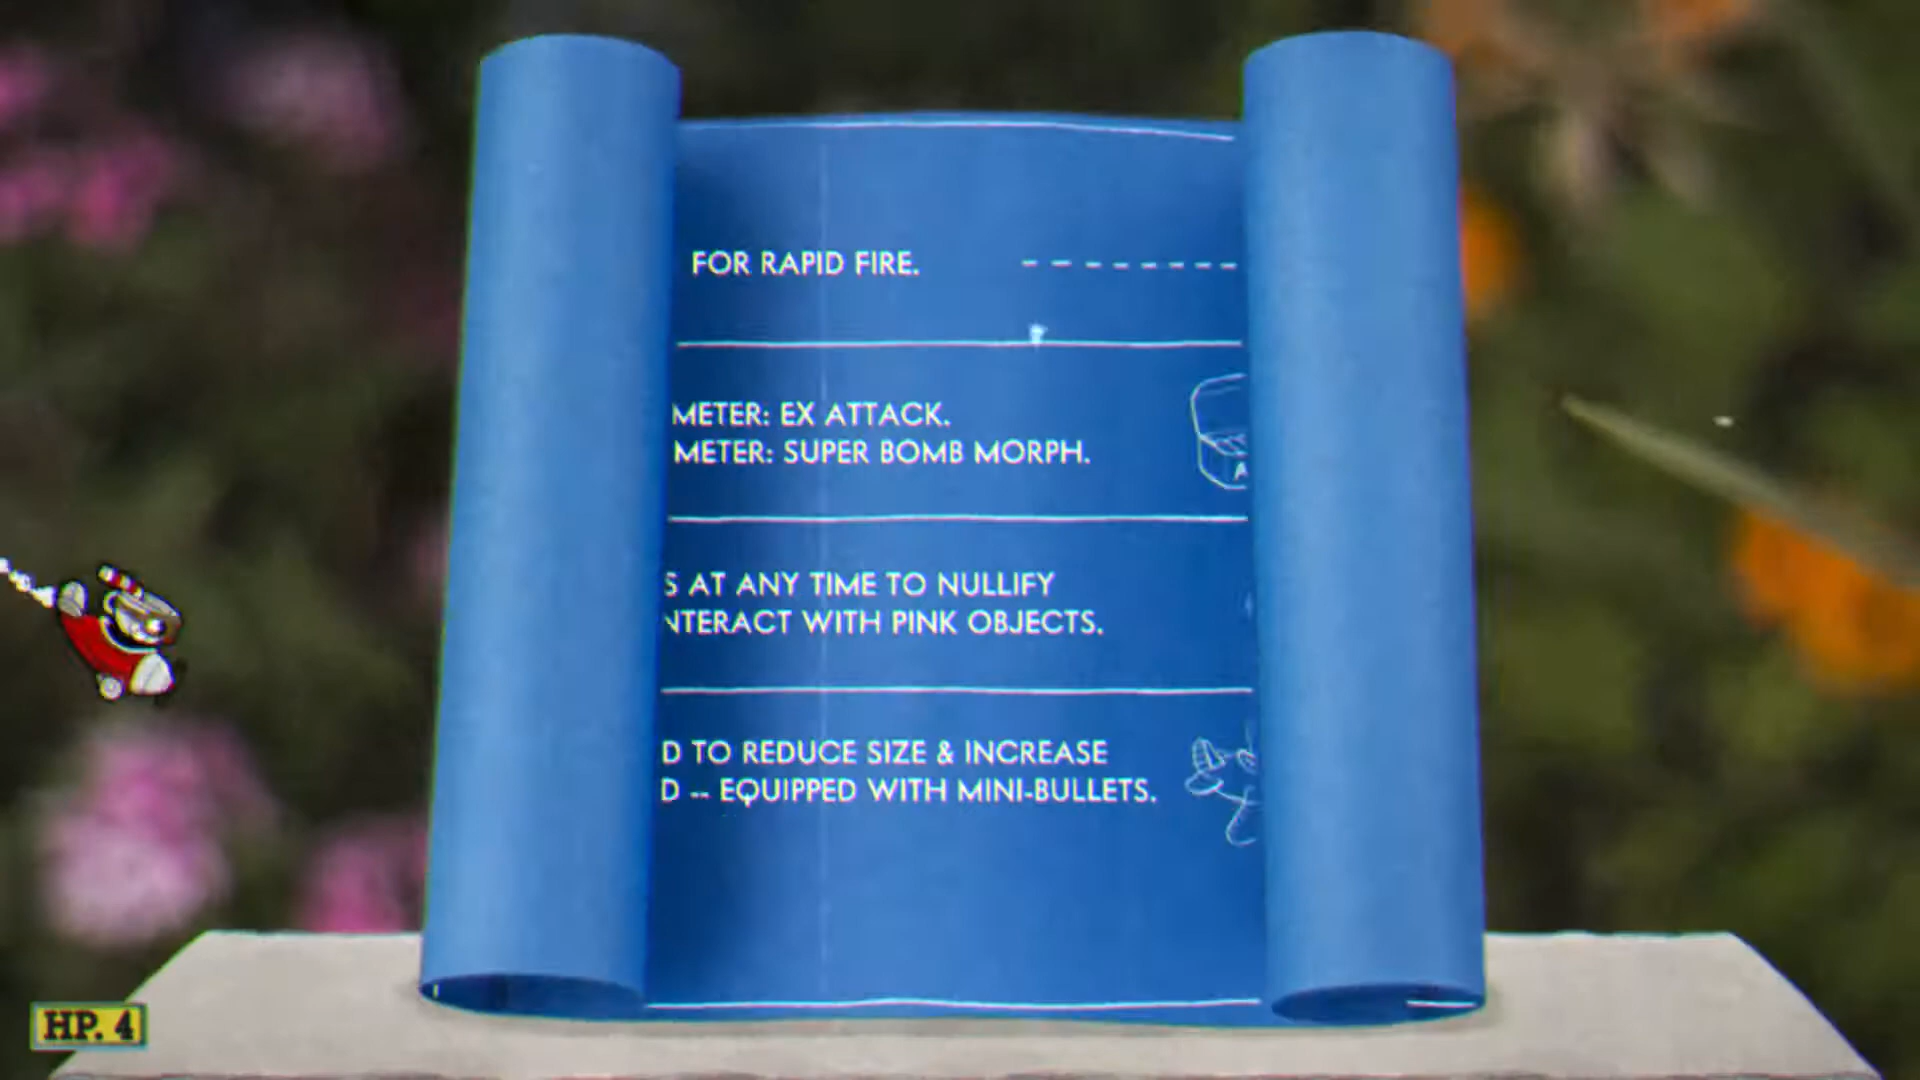 FOR RAPID FIRE.
METER: EX ATTACK.
METER: SUPER BOMB MORPH.
S AT ANY TIME TO NULLIFY
NTERACT WITH PINK OBJECTS.
D TO REDUCE SIZE & INCREASE
D -- EQUIPPED WITH MINI-BULLETS.
A
HP. 4